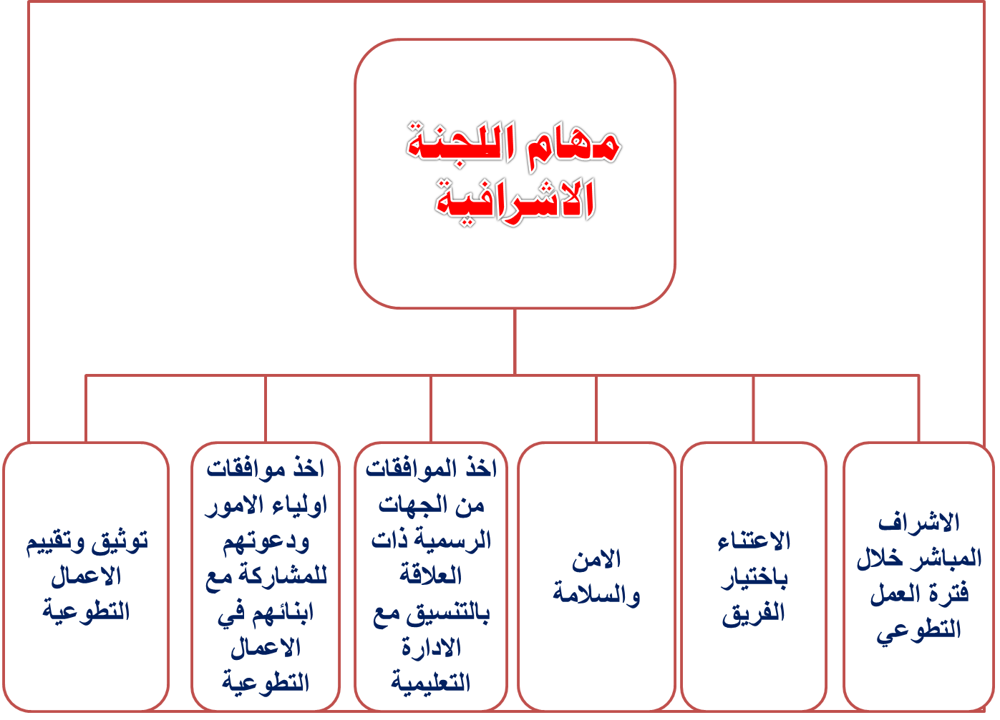 مهام اللجنة
الاشرافية
الاشراف
المباشر خلال
فترة العمل
التطوعي
الاعتناء
باختيار
الفريق
الامن
والسلامة
اخذ الموافقات
من الجهات
الرسمية ذات
العلاقة
بالتنسيق مع
الادارة
التعليمية
اخذ موافقات
اولياء الامور
ودعوتهم
للمشاركة مع
ابنائهم في
الاعمال
التطوعية
توثيق وتقييم
الاعمال
التطوعية